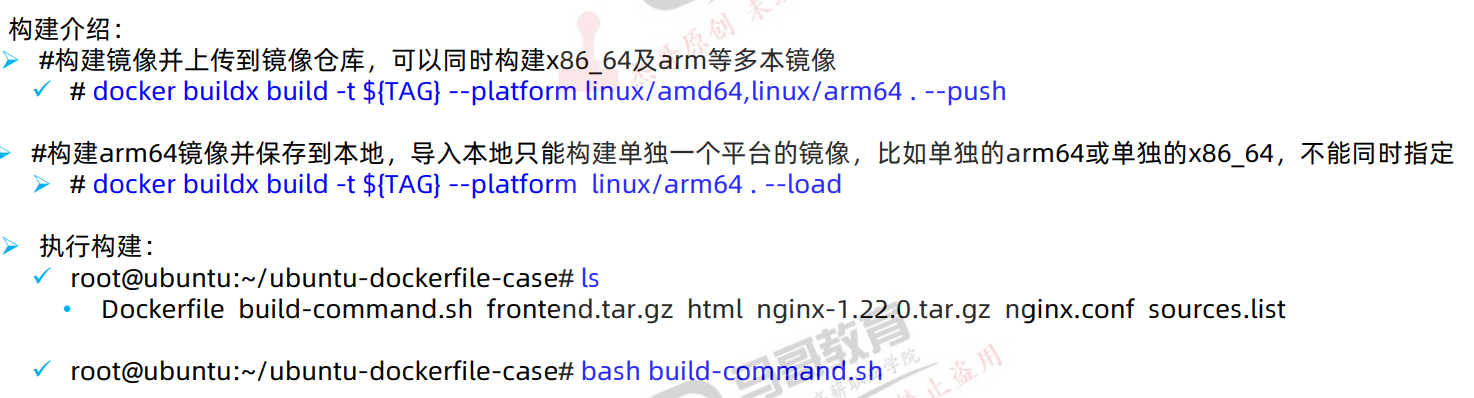 构建介绍：
#构建镜像并上传到镜像仓库，可以同时构建x86_64及arm等多本镜像
# docker buildx build -t ${TAG} --platform linux/amd64,linux/arm64 . --push
#构建arm64镜像并保存到本地，导入本地只能构建单独一个平台的镜像，比如单独的arm64或单独的x86_64，不能同时指定
# docker buildx build -t ${TAG} --platform linux/arm64 . --load
执行构建：
root@ubuntu:~/ubuntu-dockerfile-case# ls
Dockerfile build-command.sh frontend.tar.gz html nginx-1.22.0.tar.gz nginx.conf sources.list
root@ubuntu:~/ubuntu-dockerfile-case# bash build-command.sh